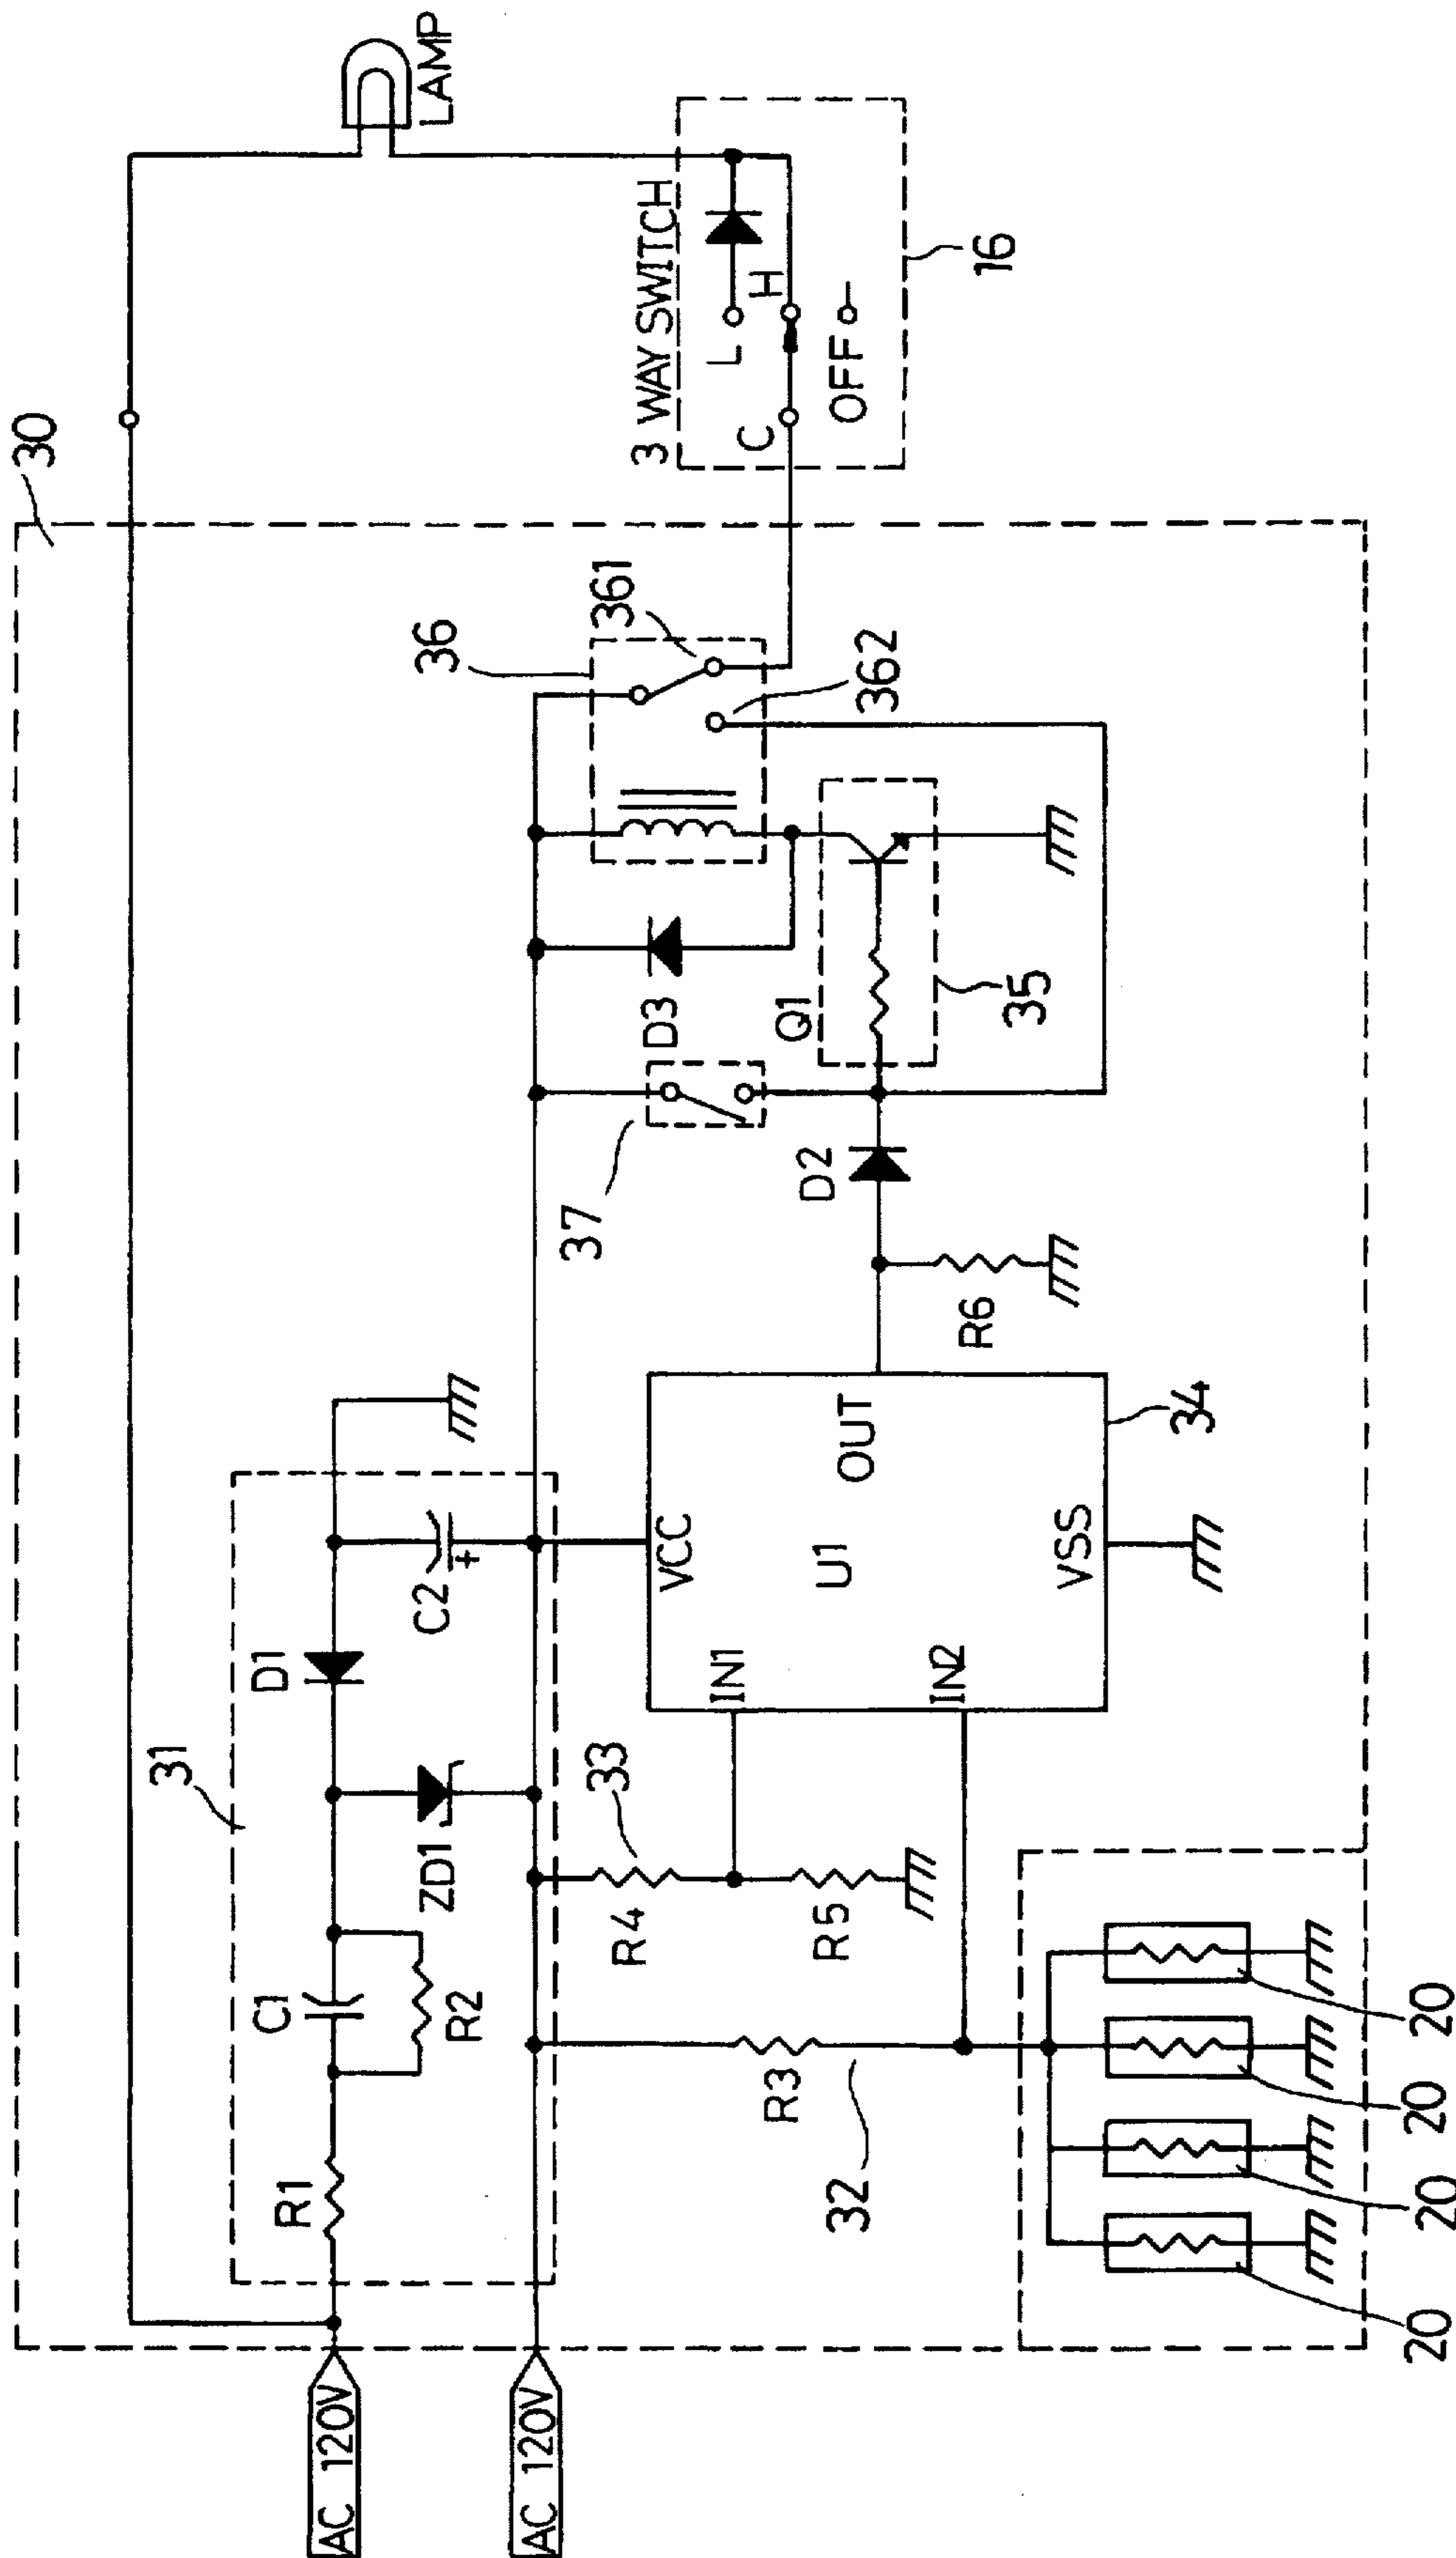 30
LAMP
3 WAY SWITCH
L
H
C
OFF
16
31
R1
C1
R2
ZD1
D1
C2
AC 120V
AC 120V
36
361
362
D3
37
Q1
35
D2
R6
R3
32
R4
33
R5
IN1
IN2
VCC
U1
OUT
VSS
34
20
20
20
20